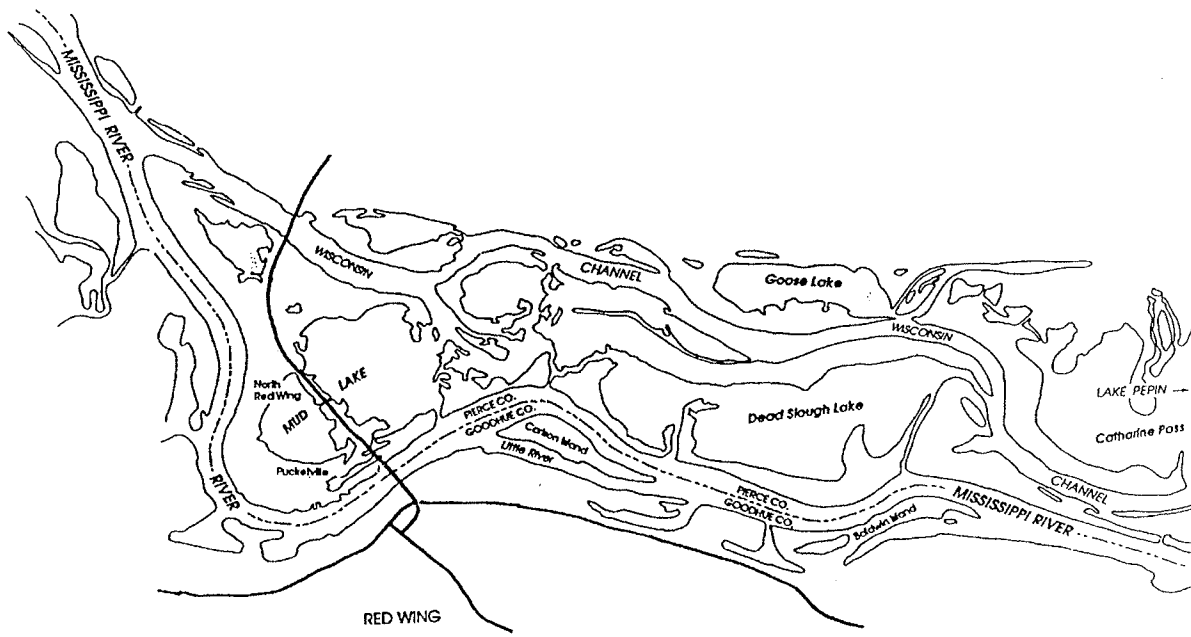 MISSISSIPPI RIVER
WISCONSIN
CHANNEL
Goose Lake
WISCONSIN
North
Red Wing
MUD LAKE
LAKE PEPIN →
PIERCE CO.
GOODHUE CO.
Carlson Island
Little River
Dead Slough Lake
Catharine Pass
Puckelville
RIVER
PIERCE CO.
GOODHUE CO.
Baldwin Island
MISSISSIPPI RIVER
CHANNEL
RED WING